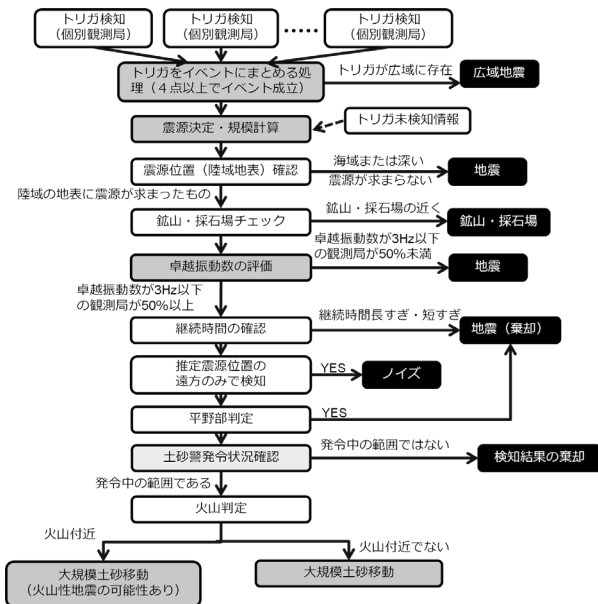 トリガ検知
(個別観測局)
トリガ検知
(個別観測局)
・・・・・
トリガ検知
(個別観測局)
トリガをイベントにまとめる処
理(4点以上でイベント成立)
トリガが広域に存在
広域地震
震源決定・規模計算
トリガ未検知情報
震源位置(陸域地表)確認
海域または深い
震源が求まらない
地震
陸域の地表に震源が求まったもの
鉱山・採石場チェック
鉱山・採石場の近く
鉱山・採石場
卓越振動数の評価
卓越振動数が3Hz以下
の観測局が50%未満
地震
卓越振動数が3Hz以下
の観測局が50%以上
継続時間の確認
継続時間長すぎ・短すぎ
地震(棄却)
推定震源位置の
遠方のみで検知
YES
ノイズ
平野部判定
YES
土砂警発令状況確認
発令中の範囲ではない
検知結果の棄却
発令中の範囲である
火山判定
火山付近
火山付近でない
大規模土砂移動
(火山性地震の可能性あり)
大規模土砂移動